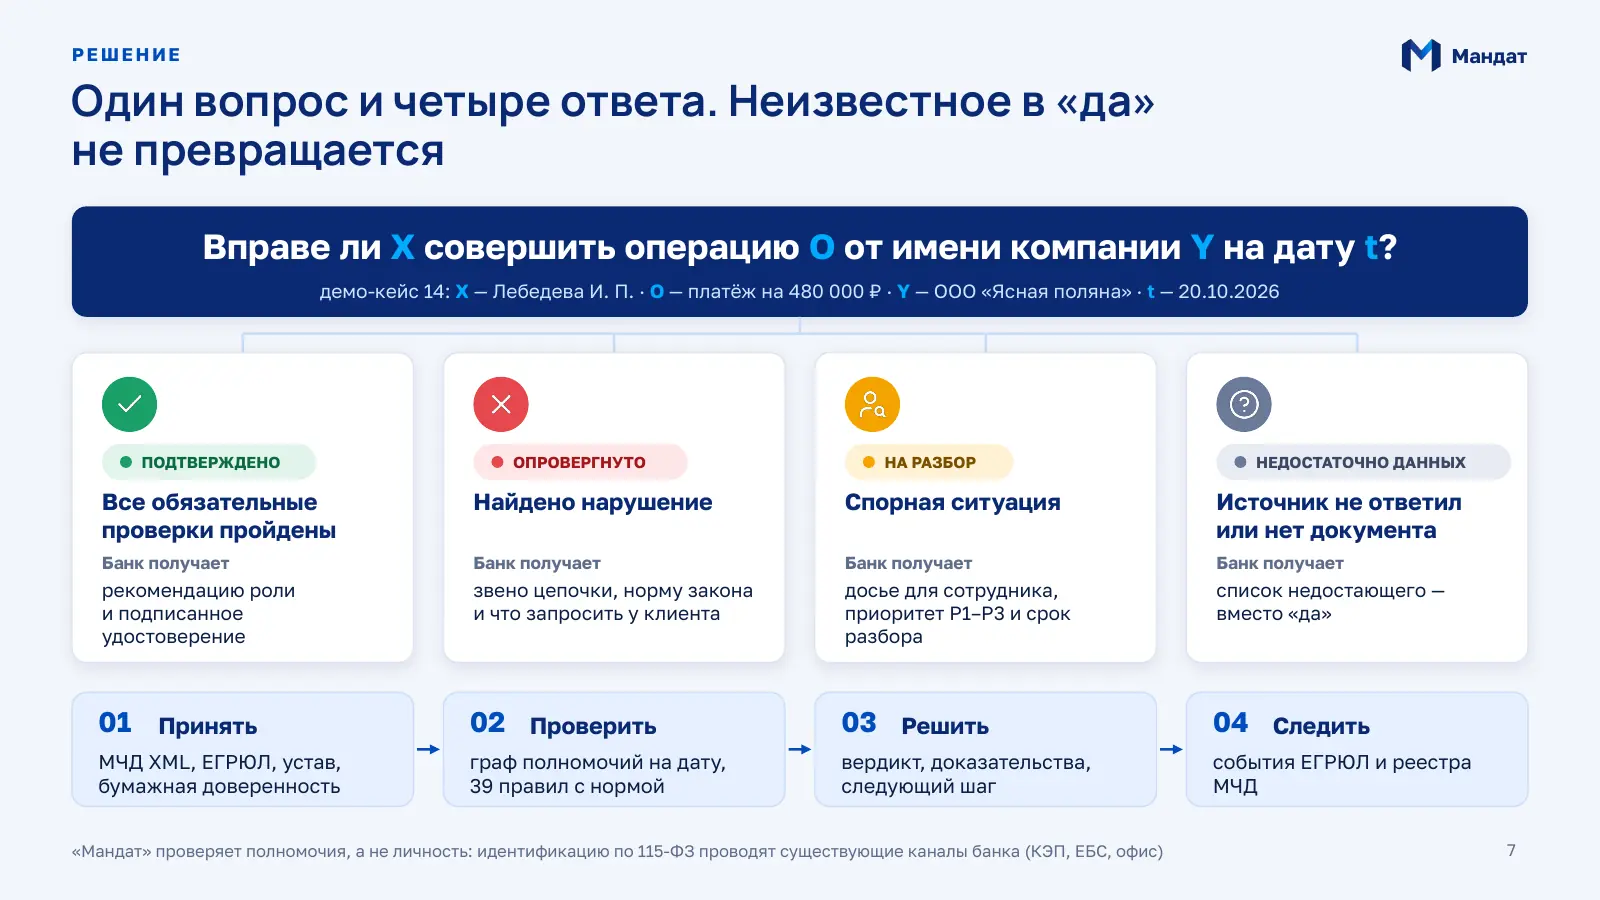 РЕШЕНИЕ
Мандат
Один вопрос и четыре ответа. Неизвестное в «да»
не превращается
Вправе ли X совершить операцию O от имени компании Y на дату t?
демо-кейс 14: X — Лебедева И. П. · O — платёж на 480 000 ₽ · Y — ООО «Ясная поляна» · t — 20.10.2026
ПОДТВЕРЖДЕНО
Все обязательные
проверки пройдены
Банк получает
рекомендацию роли
и подписанное
удостоверение
ОПРОВЕРГНУТО
Найдено нарушение
Банк получает
звено цепочки, норму закона
и что запросить у клиента
НА РАЗБОР
Спорная ситуация
Банк получает
досье для сотрудника,
приоритет P1–P3 и срок
разбора
НЕДОСТАТОЧНО ДАННЫХ
Источник не ответил
или нет документа
Банк получает
список недостающего —
вместо «да»
01 Принять
МЧД XML, ЕГРЮЛ, устав,
бумажная доверенность
02 Проверить
граф полномочий на дату,
39 правил с нормой
03 Решить
вердикт, доказательства,
следующий шаг
04 Следить
события ЕГРЮЛ и реестра
МЧД
«Мандат» проверяет полномочия, а не личность: идентификацию по 115-ФЗ проводят существующие каналы банка (КЭП, ЕБС, офис)
7